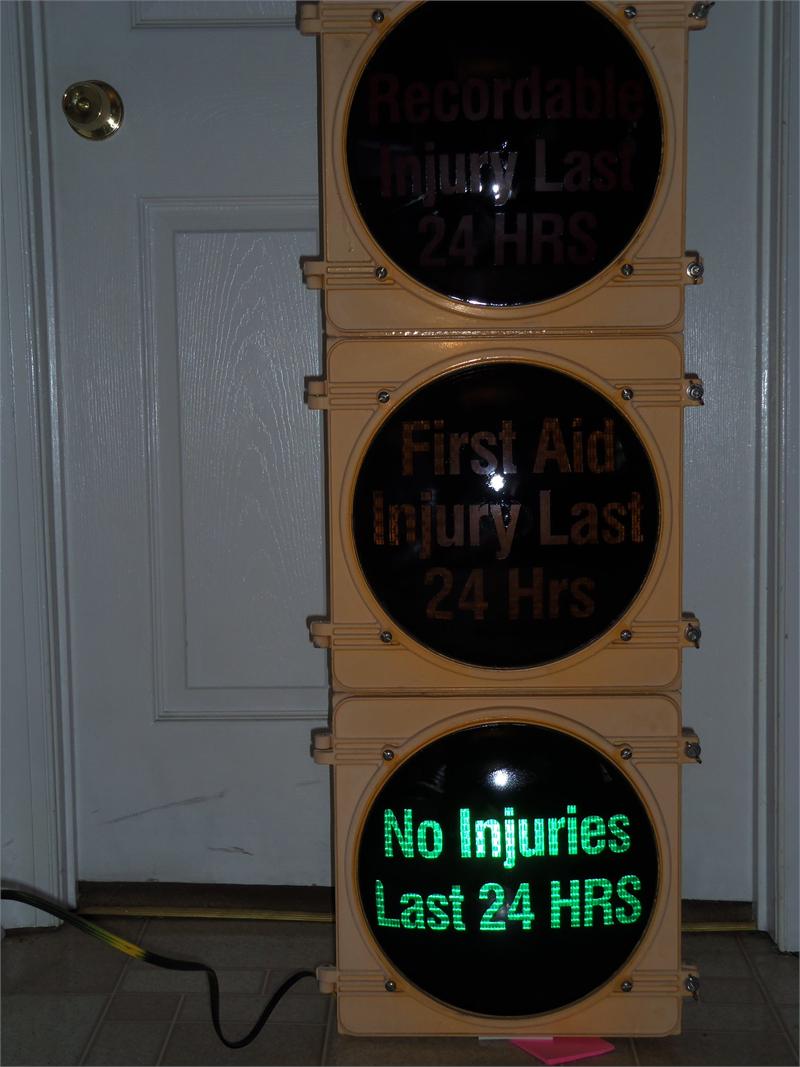 Recordable
Injury Last
24 HRS
First Aid
Injury Last
24 Hrs
No Injuries
Last 24 HRS